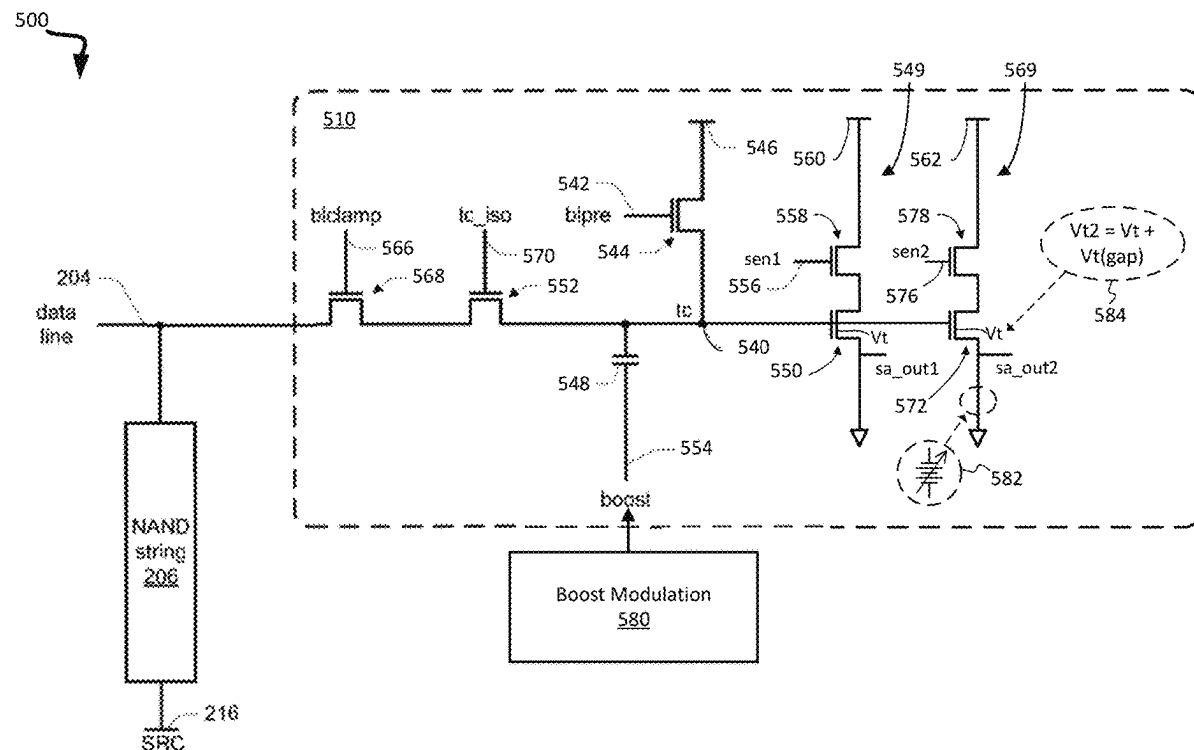 500
549
569
510
546
560
562
542
blclamp
tc_iso
blpre
558
578
566
570
544
sen1
sen2
Vt2 = Vt +
Vt(gap)
204
568
552
556
576
584
data
line
tc
540
Vt
Vt
548
550
sa_out1
572
sa_out2
554
582
boost
NAND
string
206
Boost Modulation
580
216
SRC